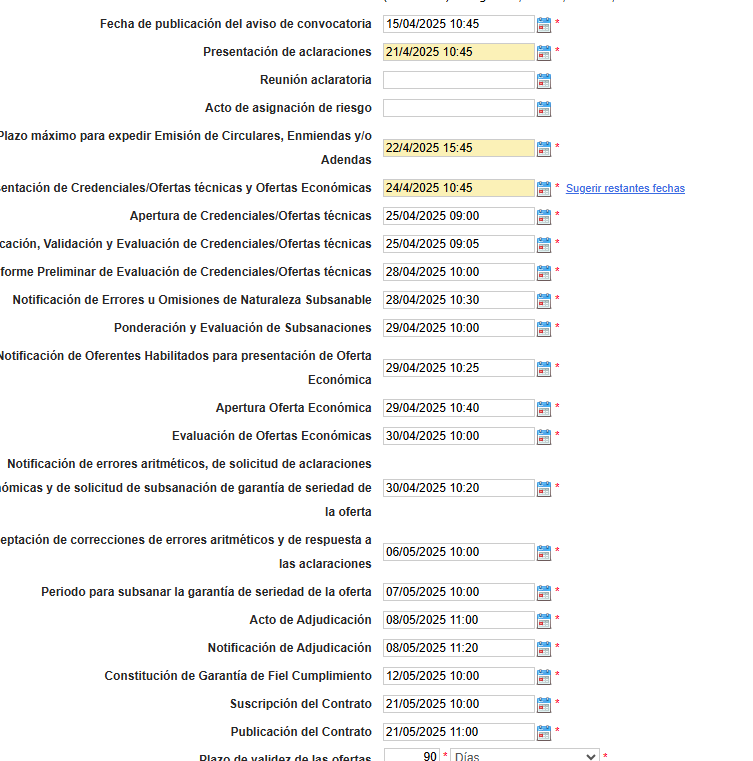 Fecha de publicación del aviso de convocatoria 15/04/2025 10:45 *
Presentación de aclaraciones 21/4/2025 10:45 *
Reunión aclaratoria
Acto de asignación de riesgo
Plazo máximo para expedir Emisión de Circulares, Enmiendas y/o
Adendas 22/4/2025 15:45 *
entación de Credenciales/Ofertas técnicas y Ofertas Económicas 24/4/2025 10:45 * Sugerir restantes fechas
Apertura de Credenciales/Ofertas técnicas 25/04/2025 09:00 *
cación, Validación y Evaluación de Credenciales/Ofertas técnicas 25/04/2025 09:05 *
forme Preliminar de Evaluación de Credenciales/Ofertas técnicas 28/04/2025 10:00 *
Notificación de Errores u Omisiones de Naturaleza Subsanable 28/04/2025 10:30 *
Ponderación y Evaluación de Subsanaciones 29/04/2025 10:00 *
Notificación de Oferentes Habilitados para presentación de Oferta
Económica 29/04/2025 10:25 *
Apertura Oferta Económica 29/04/2025 10:40 *
Evaluación de Ofertas Económicas 30/04/2025 10:00 *
Notificación de errores aritméticos, de solicitud de aclaraciones
nómicas y de solicitud de subsanación de garantía de seriedad de 30/04/2025 10:20 *
la oferta
eptación de correcciones de errores aritméticos y de respuesta a
las aclaraciones 06/05/2025 10:00 *
Periodo para subsanar la garantía de seriedad de la oferta 07/05/2025 10:00 *
Acto de Adjudicación 08/05/2025 11:00 *
Notificación de Adjudicación 08/05/2025 11:20 *
Constitución de Garantía de Fiel Cumplimiento 12/05/2025 10:00 *
Suscripción del Contrato 21/05/2025 10:00 *
Publicación del Contrato 21/05/2025 11:00 *
Plazo de validez de las ofertas 90 * Días *